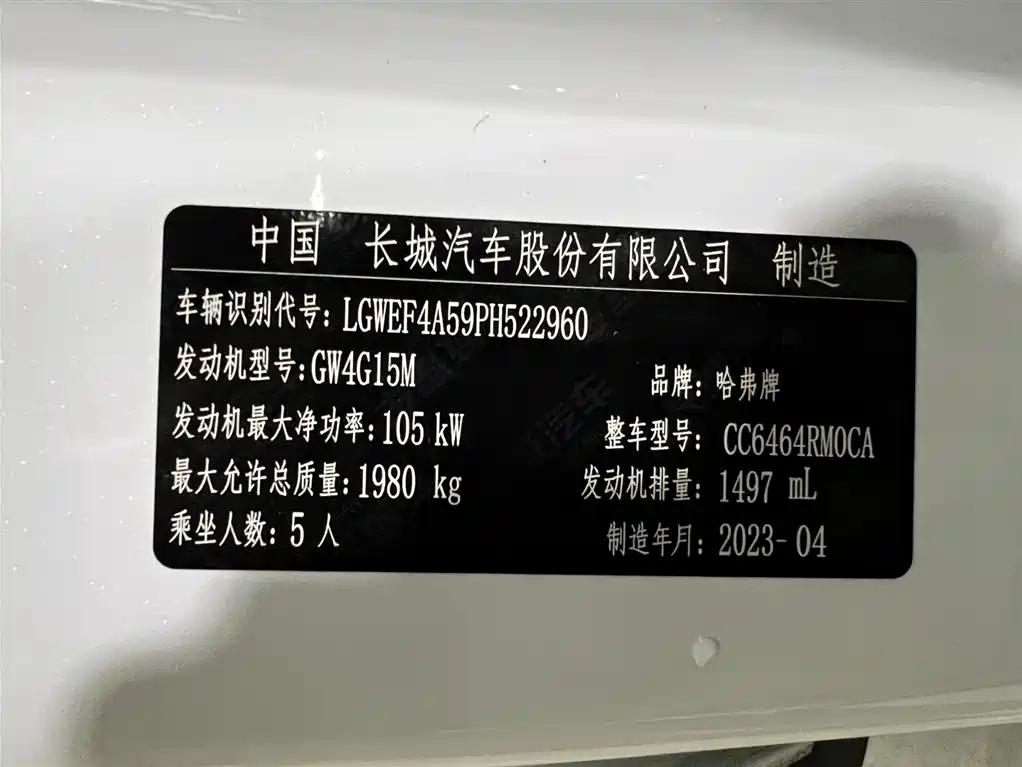 中国 长城汽车股份有限公司 制造
车辆识别代号: LGWEF4A59PH522960
发动机型号:GW4G15M
品牌: 哈弗牌
发动机最大净功率:105 kW
整车型号: CC6464RM0CA
最大允许总质量:1980 kg
发动机排量: 1497 mL
乘坐人数: 5 人
制造年月: 2023-04